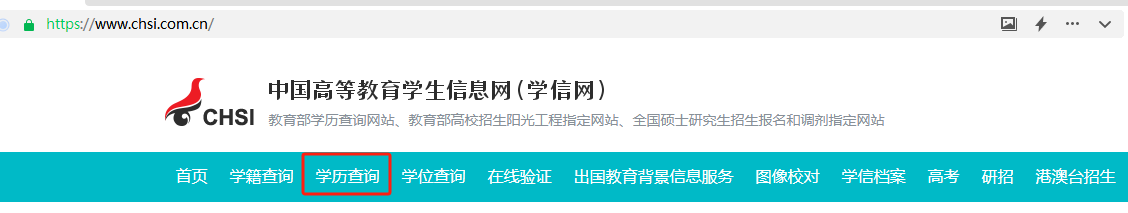 https://www.chsi.com.cn/
CHSI
中国高等教育学生信息网(学信网)
教育部学历查询网站、教育部高校招生阳光工程指定网站、全国硕士研究生招生报名和调剂指定网站
首页 学籍查询 学历查询 学位查询 在线验证 出国教育背景信息服务 图像校对 学信档案 高考 研招 港澳台招生